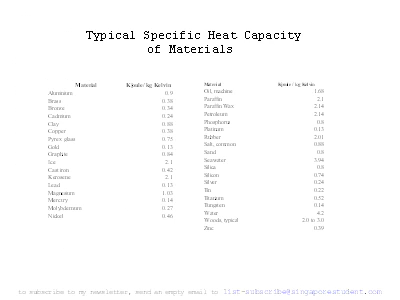 Typical Specific Heat Capacity
of Materials
Material KJoule/ kg /Kelvin
Aluminium 0.9
Brass 0.38
Bronze 0.34
Cadmium 0.24
Clay 0.88
Copper 0.38
Pyrex glass 0.75
Gold 0.13
Graphite 0.84
Ice 2.1
Cast iron 0.42
Kerosene 2.1
Lead 0.13
Magnesium 1.03
Mercury 0.14
Molybdenum 0.27
Nickel 0.46
Material KJoule / kg /Kelvin
Oil, machine 1.68
Paraffin 2.1
Paraffin Wax 2.14
Petroleum 2.14
Phosphorus 0.8
Platinum 0.13
Rubber 2.01
Salt, common 0.88
Sand 0.8
Seawater 3.94
Silica 0.8
Silicon 0.74
Silver 0.24
Tin 0.22
Titanium 0.52
Tungsten 0.14
Water 4.2
Woods, typical 2.0 to 3.0
Zinc 0.39
to subscribe to my newsletter, send an empty email to list-subscribe@singaporestudent.com